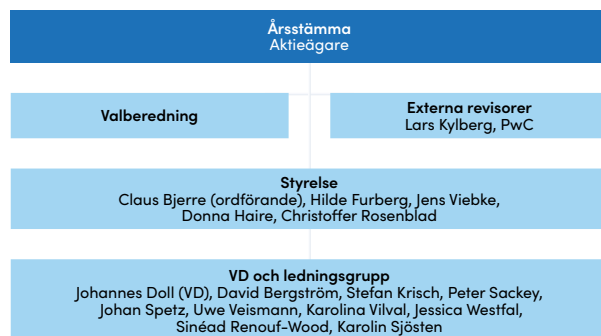 Årsstämma
Aktieägare
Valberedning
Externa revisorer
Lars Kylberg, PwC
Styrelse
Claus Bjerre (ordförande), Hilde Furberg, Jens Viebke,
Donna Haire, Christoffer Rosenblad
VD och ledningsgrupp
Johannes Doll (VD), David Bergström, Stefan Krisch, Peter Sackey,
Johan Spetz, Uwe Veismann, Karolina Vilval, Jessica Westfal,
Sinéad Renouf-Wood, Karolin Sjösten